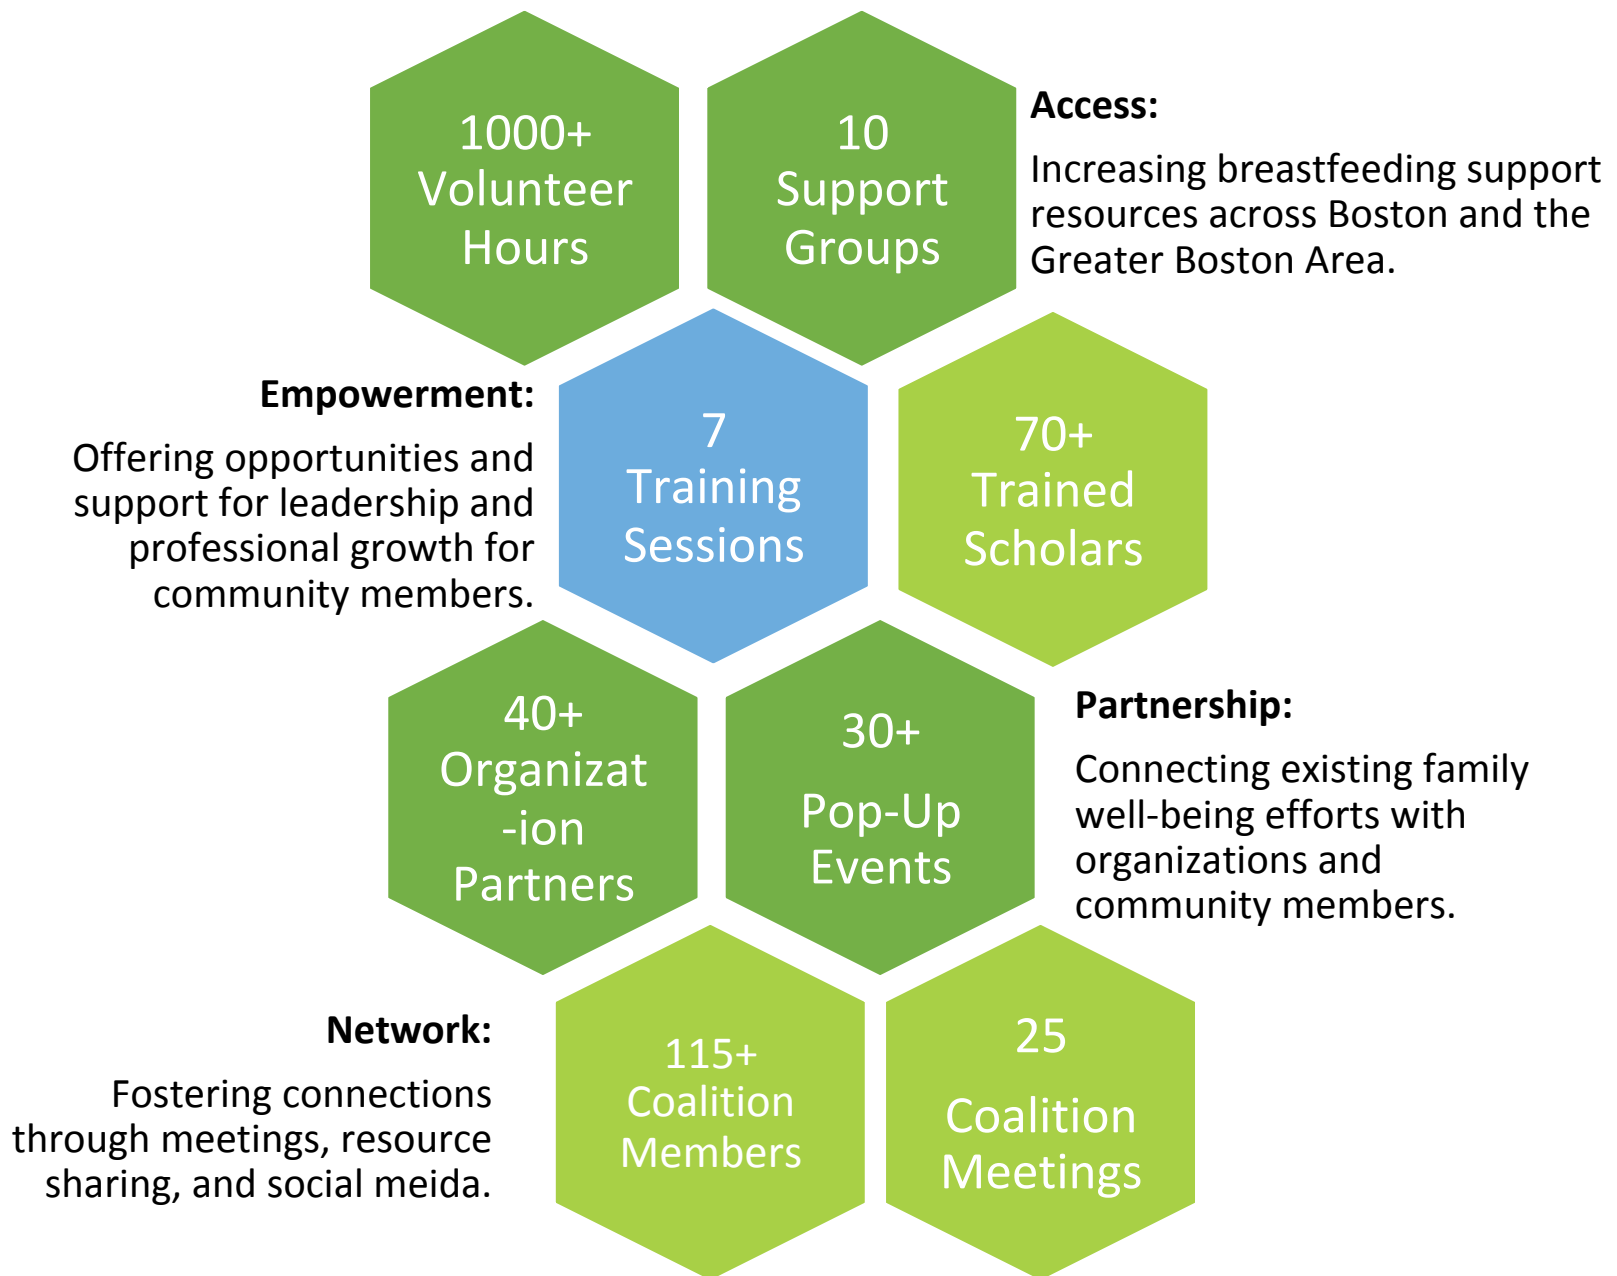 1000+
Volunteer
Hours
10
Support
Groups
Access:
Increasing breastfeeding support
resources across Boston and the
Greater Boston Area.
Empowerment:
Offering opportunities and
support for leadership and
professional growth for
community members.
7
Training
Sessions
70+
Trained
Scholars
40+
Organizat
-ion
Partners
30+
Pop-Up
Events
Partnership:
Connecting existing family
well-being efforts with
organizations and
community members.
Network:
Fostering connections
through meetings, resource
sharing, and social meida.
115+
Coalition
Members
25
Coalition
Meetings